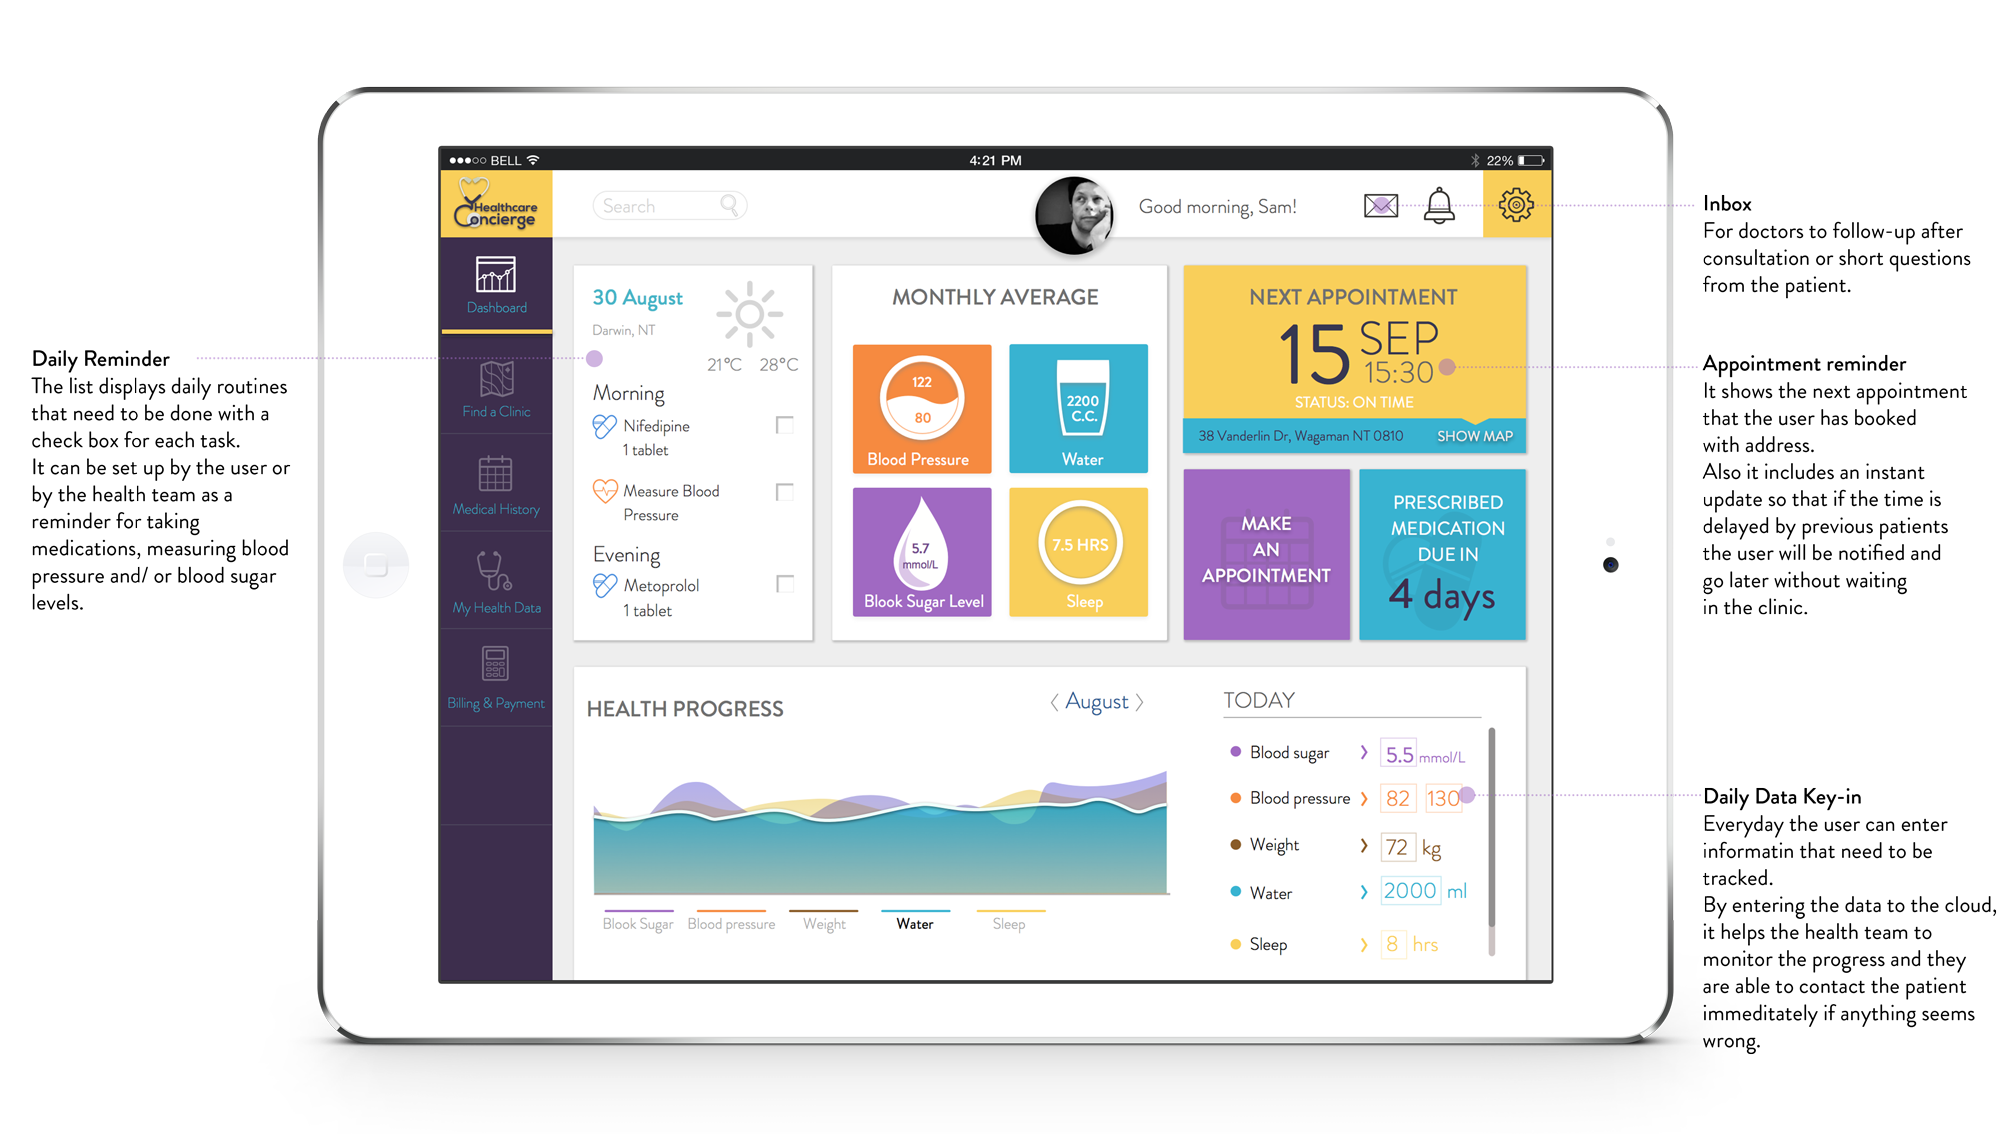 BELL
4:21 PM
22%
Healthcare
Concierge
Search
Good morning, Sam!
Dashboard
Find a Clinic
Medical History
My Health Data
Billing & Payment
30 August
Darwin, NT
21°C 28°C
Morning
Nifedipine
1 tablet
Measure Blood
Pressure
Evening
Metoprolol
1 tablet
MONTHLY AVERAGE
122
80
Blood Pressure
2200
C.C.
Water
5.7
mmol/L
Blook Sugar Level
7.5 HRS
Sleep
NEXT APPOINTMENT
15 SEP
15:30
STATUS: ON TIME
38 Vanderlin Dr, Wagaman NT 0810 SHOW MAP
MAKE
AN
APPOINTMENT
PRESCRIBED
MEDICATION
DUE IN
4 days
HEALTH PROGRESS
August
Blook Sugar Blood pressure Weight Water Sleep
TODAY
Blood sugar 5.5 mmol/L
Blood pressure 82 130
Weight 72 kg
Water 2000 ml
Sleep 8 hrs
Daily Reminder
The list displays daily routines
that need to be done with a
check box for each task.
It can be set up by the user or
by the health team as a
reminder for taking
medications, measuring blood
pressure and/ or blood sugar
levels.
Inbox
For doctors to follow-up after
consultation or short questions
from the patient.
Appointment reminder
It shows the next appointment
that the user has booked
with address.
Also it includes an instant
update so that if the time is
delayed by previous patients
the user will be notified and
go later without waiting
in the clinic.
Daily Data Key-in
Everyday the user can enter
informatin that need to be
tracked.
By entering the data to the cloud,
it helps the health team to
monitor the progress and they
are able to contact the patient
immeditately if anything seems
wrong.